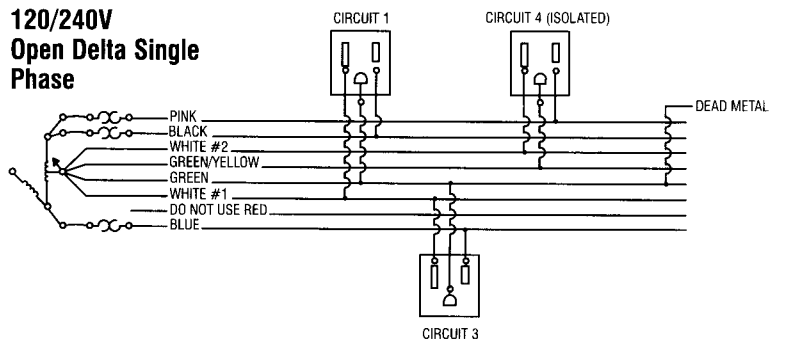 120/240V
Open Delta Single
Phase
CIRCUIT 1
CIRCUIT 4 (ISOLATED)
DEAD METAL
PINK
BLACK
WHITE #2
GREEN/YELLOW
GREEN
WHITE #1
DO NOT USE RED
BLUE
CIRCUIT 3